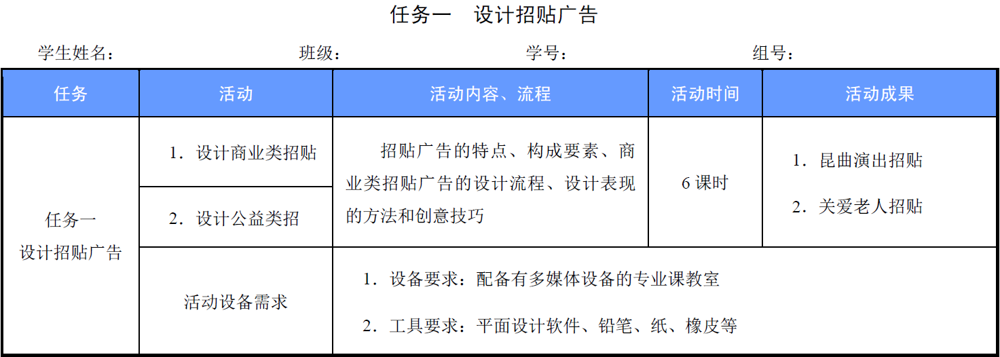 任务一 设计招贴广告
学生姓名： 班级： 学号： 组号：
任务 活动 活动内容、流程 活动时间 活动成果
任务一
设计招贴广告
1．设计商业类招贴
2．设计公益类招
招贴广告的特点、构成要素、商
业类招贴广告的设计流程、设计表现
的方法和创意技巧
6 课时
1．昆曲演出招贴
2．关爱老人招贴
活动设备需求
1．设备要求：配备有多媒体设备的专业课教室
2．工具要求：平面设计软件、铅笔、纸、橡皮等